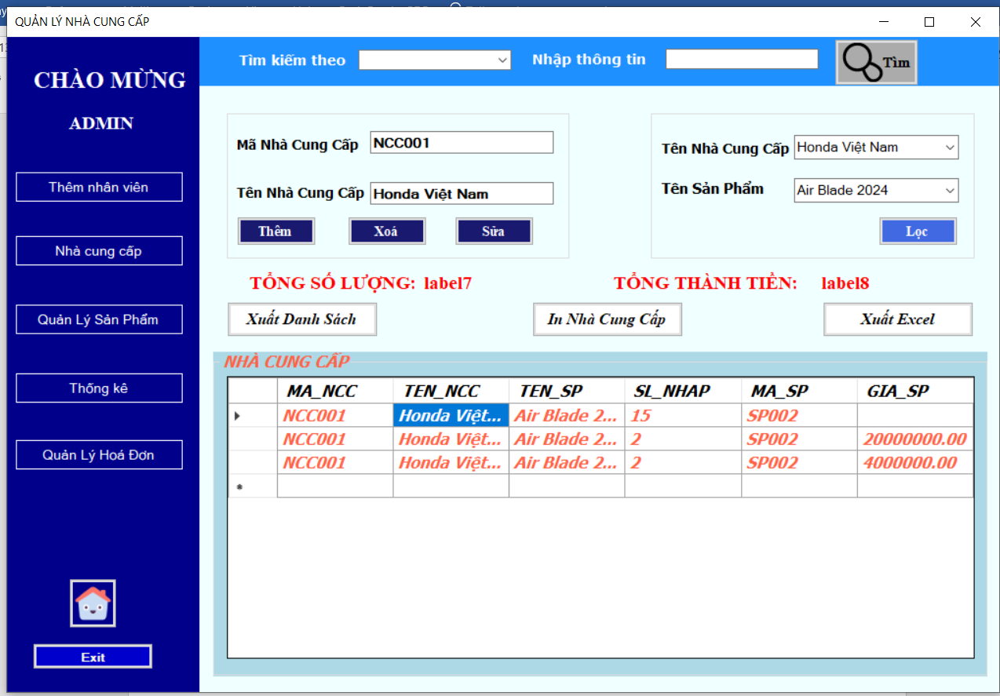 QUẢN LÝ NHÀ CUNG CẤP
CHÀO MỪNG
ADMIN
Thêm nhân viên
Nhà cung cấp
Quản Lý Sản Phẩm
Thống kê
Quản Lý Hoá Đơn
Exit
Tìm kiếm theo
Nhập thông tin
Tìm
Mã Nhà Cung Cấp NCC001
Tên Nhà Cung Cấp Honda Việt Nam
Thêm Xoá Sửa
Tên Nhà Cung Cấp Honda Việt Nam
Tên Sản Phẩm Air Blade 2024
Lọc
TỔNG SỐ LƯỢNG: label7 TỔNG THÀNH TIỀN: label8
Xuất Danh Sách In Nhà Cung Cấp Xuất Excel
NHÀ CUNG CẤP
MA_NCC TEN_NCC TEN_SP SL_NHAP MA_SP GIA_SP
NCC001 Honda Việt... Air Blade 2... 15 SP002
NCC001 Honda Việt... Air Blade 2... 2 SP002 20000000.00
NCC001 Honda Việt... Air Blade 2... 2 SP002 4000000.00